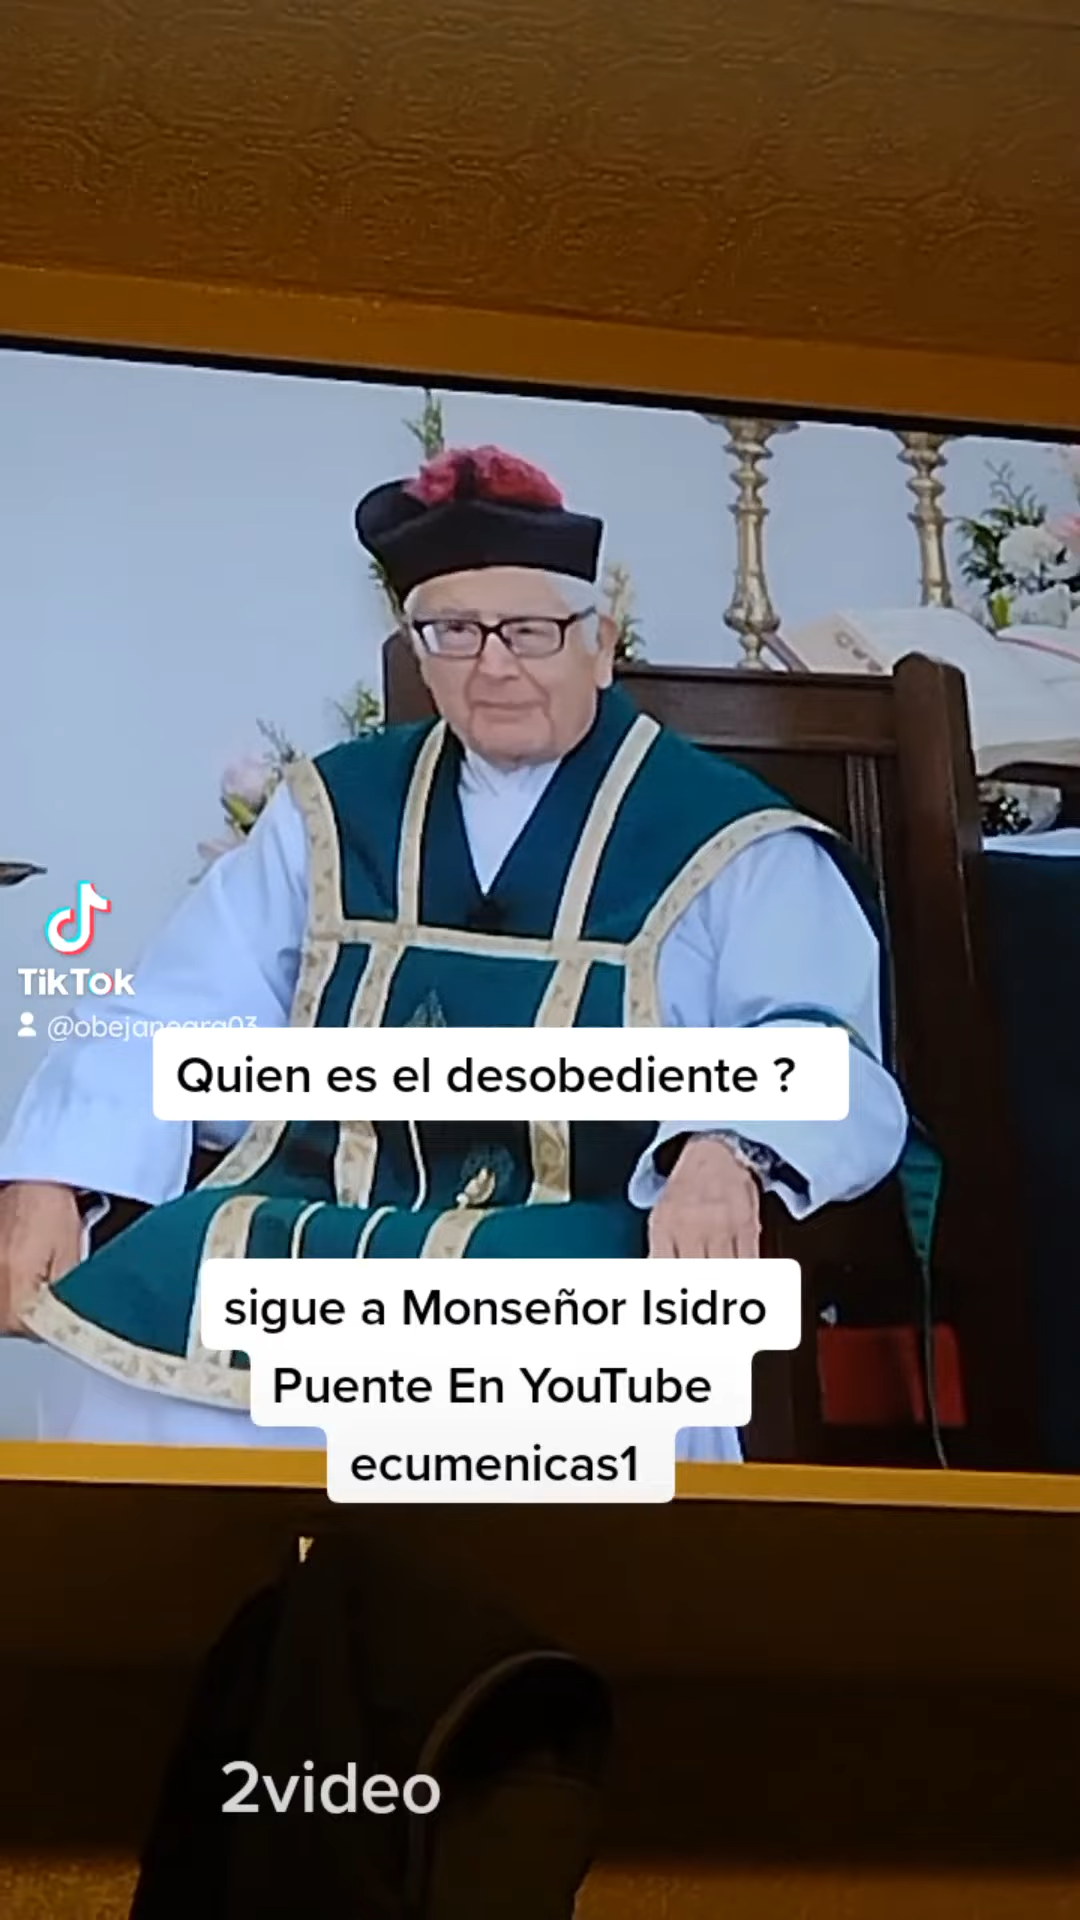 TikTok
Quien es el desobediente ?
sigue a Monseñor Isidro
Puente En YouTube
ecumenicas1
2video